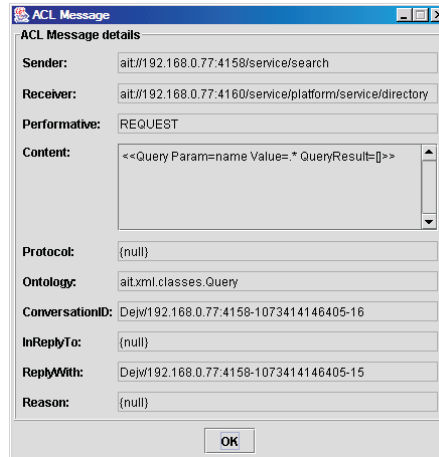 ACL Message
ACL Message details
Sender: ait://192.168.0.77:4158/service/search
Receiver: ait://192.168.0.77:4160/service/platform/service/directory
Performative: REQUEST
Content: <<Query Param=name Value=.* QueryResult=[]>>
Protocol: {null}
Ontology: ait.xml.classes.Query
ConversationID: Dejv/192.168.0.77:4158-1073414146405-16
InReplyTo: {null}
ReplyWith: Dejv/192.168.0.77:4158-1073414146405-15
Reason: {null}
OK